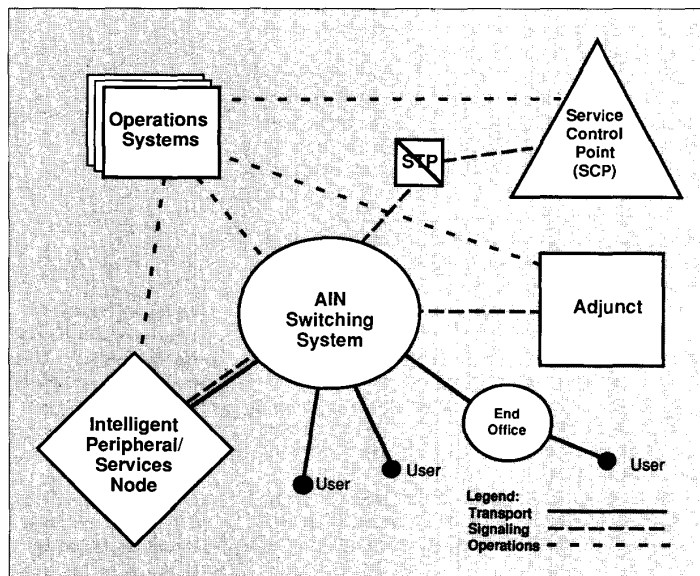 Operations
Systems
STP
Service
Control
Point
(SCP)
AIN
Switching
System
Adjunct
Intelligent
Peripheral/
Services
Node
End
Office
User
User
User
Legend:
Transport
Signaling
Operations